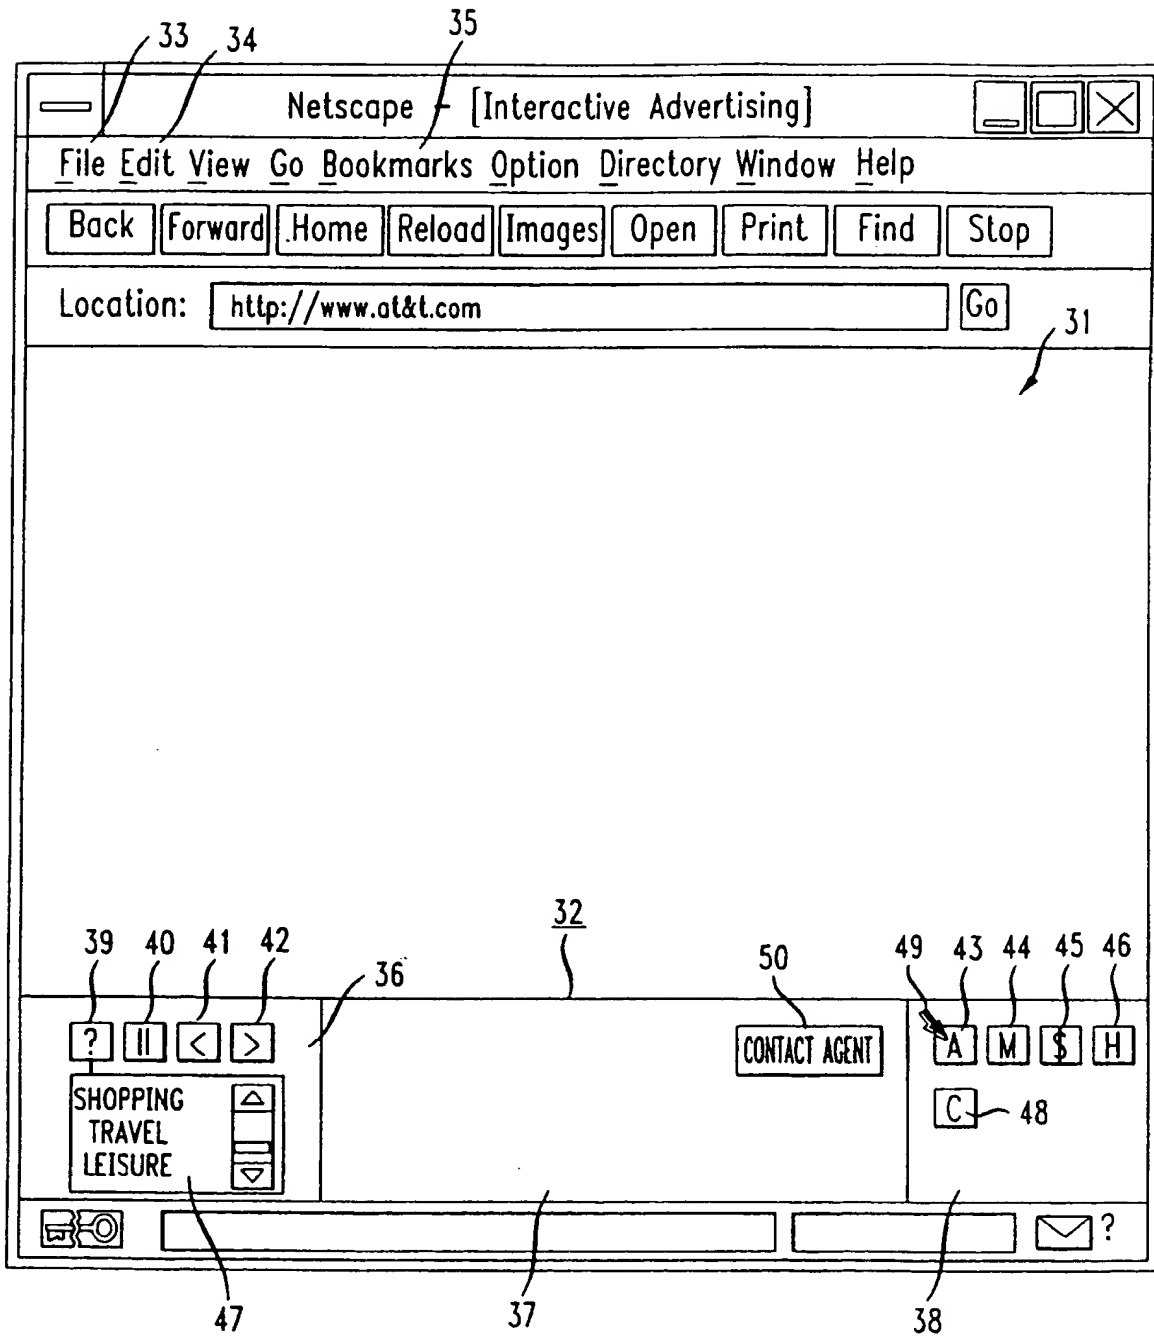 33 34 35
Netscape - [Interactive Advertising]
File Edit View Go Bookmarks Option Directory Window Help
Back Forward .Home Reload Images Open Print Find Stop
Location: http://www.at&t.com Go
31
32
39 40 41 42 36 50 49 43 44 45 46
? || < > CONTACT AGENT A M $ H
SHOPPING
TRAVEL
LEISURE
C 48
?
47 37 38